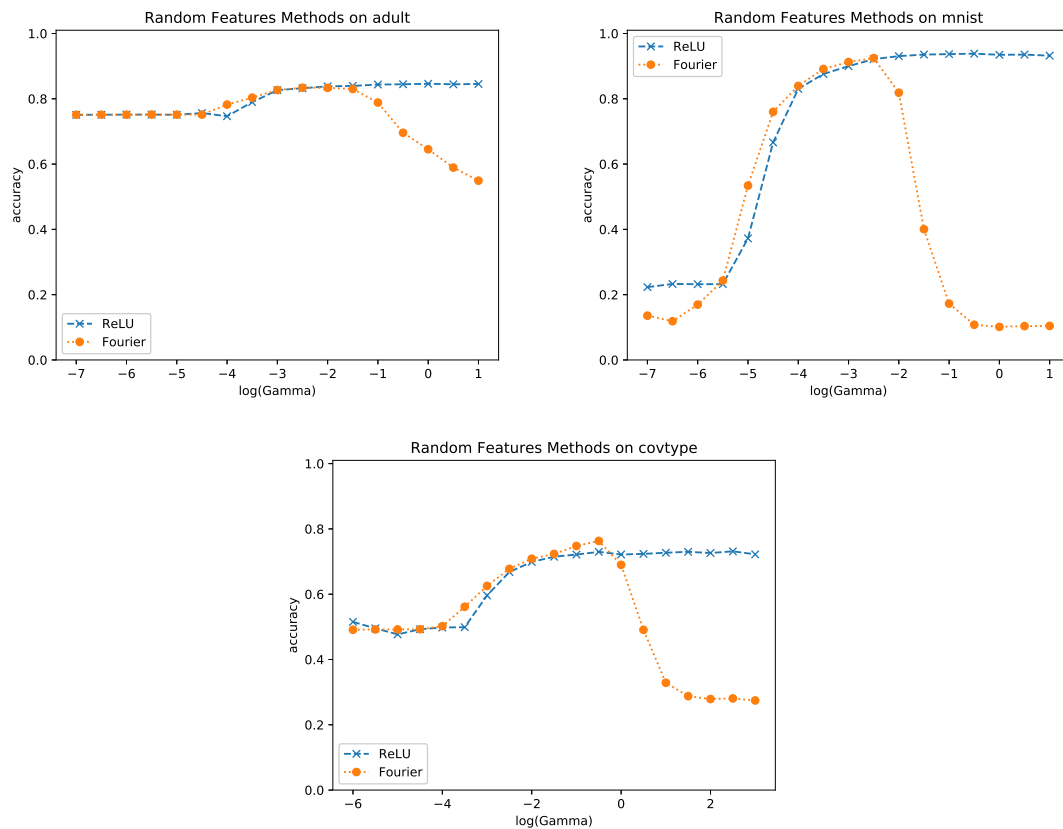 Random Features Methods on adult
1.0
0.8
0.6
0.4
0.2
0.0
accuracy
ReLU
Fourier
−7 −6 −5 −4 −3 −2 −1 0 1
log(Gamma)
Random Features Methods on mnist
1.0
0.8
0.6
0.4
0.2
0.0
accuracy
ReLU
Fourier
−7 −6 −5 −4 −3 −2 −1 0 1
log(Gamma)
Random Features Methods on covtype
1.0
0.8
0.6
0.4
0.2
0.0
accuracy
ReLU
Fourier
−6 −4 −2 0 2
log(Gamma)